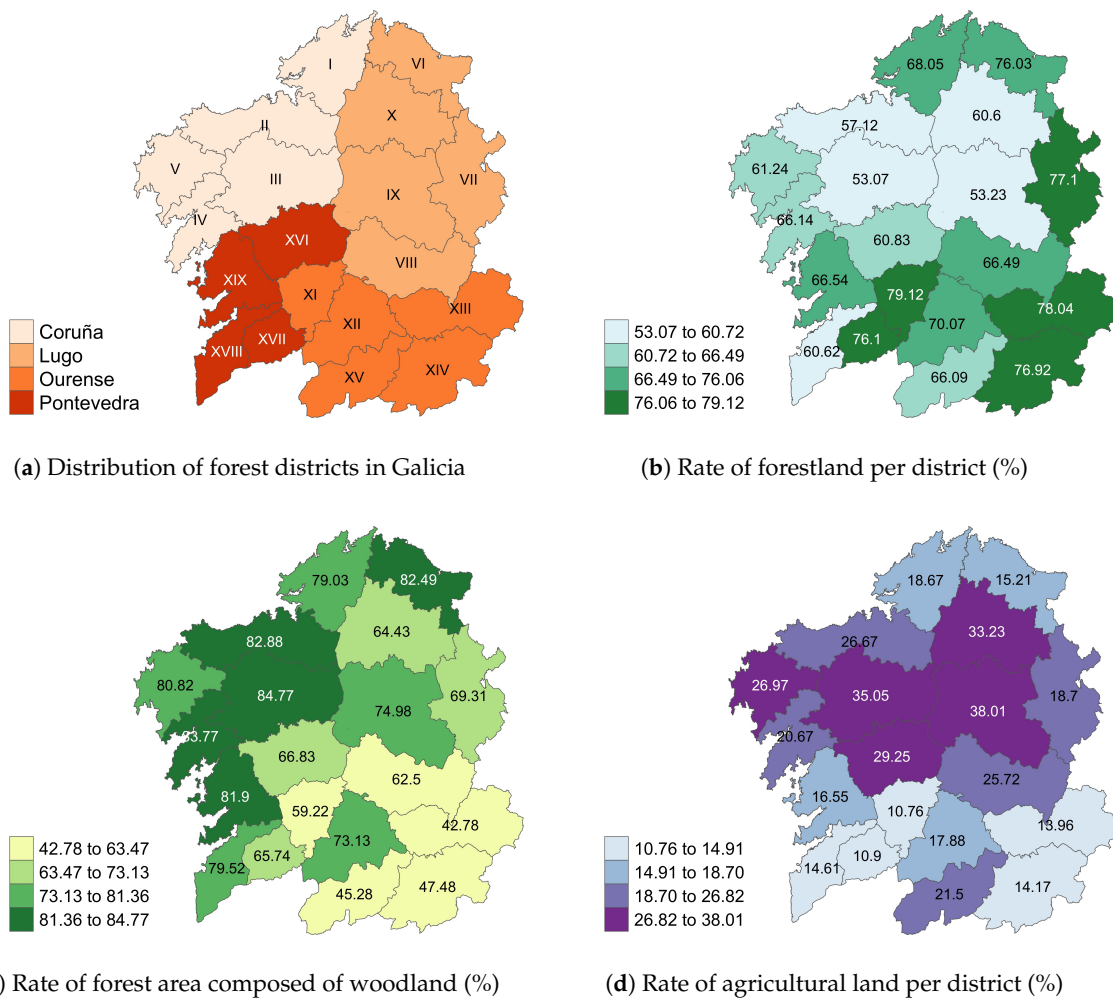 I
VI
X
II
V
III
VII
IX
IV
XVI
VIII
XIX
XI
XIII
XII
XVII
XVIII
XIV
XV
Coruña
Lugo
Ourense
Pontevedra
(a) Distribution of forest districts in Galicia
68.05
76.03
60.6
57.12
61.24
53.07
77.1
53.23
66.14
60.83
66.49
66.54
79.12
78.04
70.07
76.1
60.62
76.92
66.09
53.07 to 60.72
60.72 to 66.49
66.49 to 76.06
76.06 to 79.12
(b) Rate of forestland per district (%)
79.03
82.49
64.43
82.88
80.82
84.77
69.31
74.98
83.77
66.83
62.5
81.9
59.22
42.78
73.13
65.74
79.52
47.48
45.28
42.78 to 63.47
63.47 to 73.13
73.13 to 81.36
81.36 to 84.77
) Rate of forest area composed of woodland (%)
18.67
15.21
33.23
26.67
26.97
35.05
18.7
38.01
20.67
29.25
25.72
16.55
10.76
13.96
17.88
10.9
14.61
14.17
21.5
10.76 to 14.91
14.91 to 18.70
18.70 to 26.82
26.82 to 38.01
(d) Rate of agricultural land per district (%)